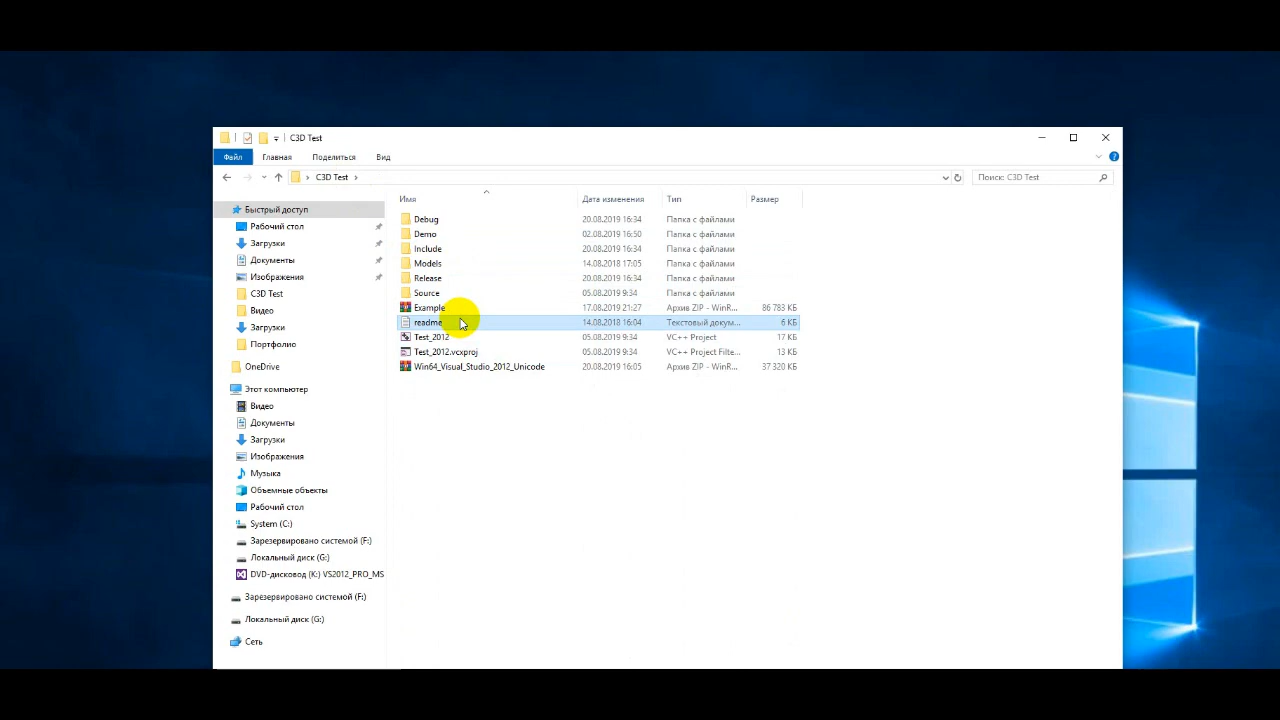 C3D Test
Файл Главная Поделиться Вид
C3D Test Поиск: C3D Test
Имя Дата изменения Тип Размер
Быстрый доступ
Рабочий стол
Загрузки
Документы
Изображения
C3D Test
Видео
Загрузки
Портфолио
OneDrive
Этот компьютер
Видео
Документы
Загрузки
Изображения
Музыка
Объемные объекты
Рабочий стол
System (C:)
Зарезервировано системой (F:)
Локальный диск (G:)
DVD-дисковод (K:) VS2012_PRO_MS
Зарезервировано системой (F:)
Локальный диск (G:)
Сеть
Debug 20.08.2019 16:34 Папка с файлами
Demo 02.08.2019 16:50 Папка с файлами
Include 20.08.2019 16:34 Папка с файлами
Models 14.08.2018 17:05 Папка с файлами
Release 20.08.2019 16:34 Папка с файлами
Source 05.08.2019 9:34 Папка с файлами
Example 17.08.2019 21:27 Архив ZIP - WinR... 86 783 КБ
readme 14.08.2018 16:04 Текстовый докум... 6 КБ
Test_2012 05.08.2019 9:34 VC++ Project 17 КБ
Test_2012.vcxproj 05.08.2019 9:34 VC++ Project Filte... 13 КБ
Win64_Visual_Studio_2012_Unicode 20.08.2019 16:05 Архив ZIP - WinR... 37 320 КБ